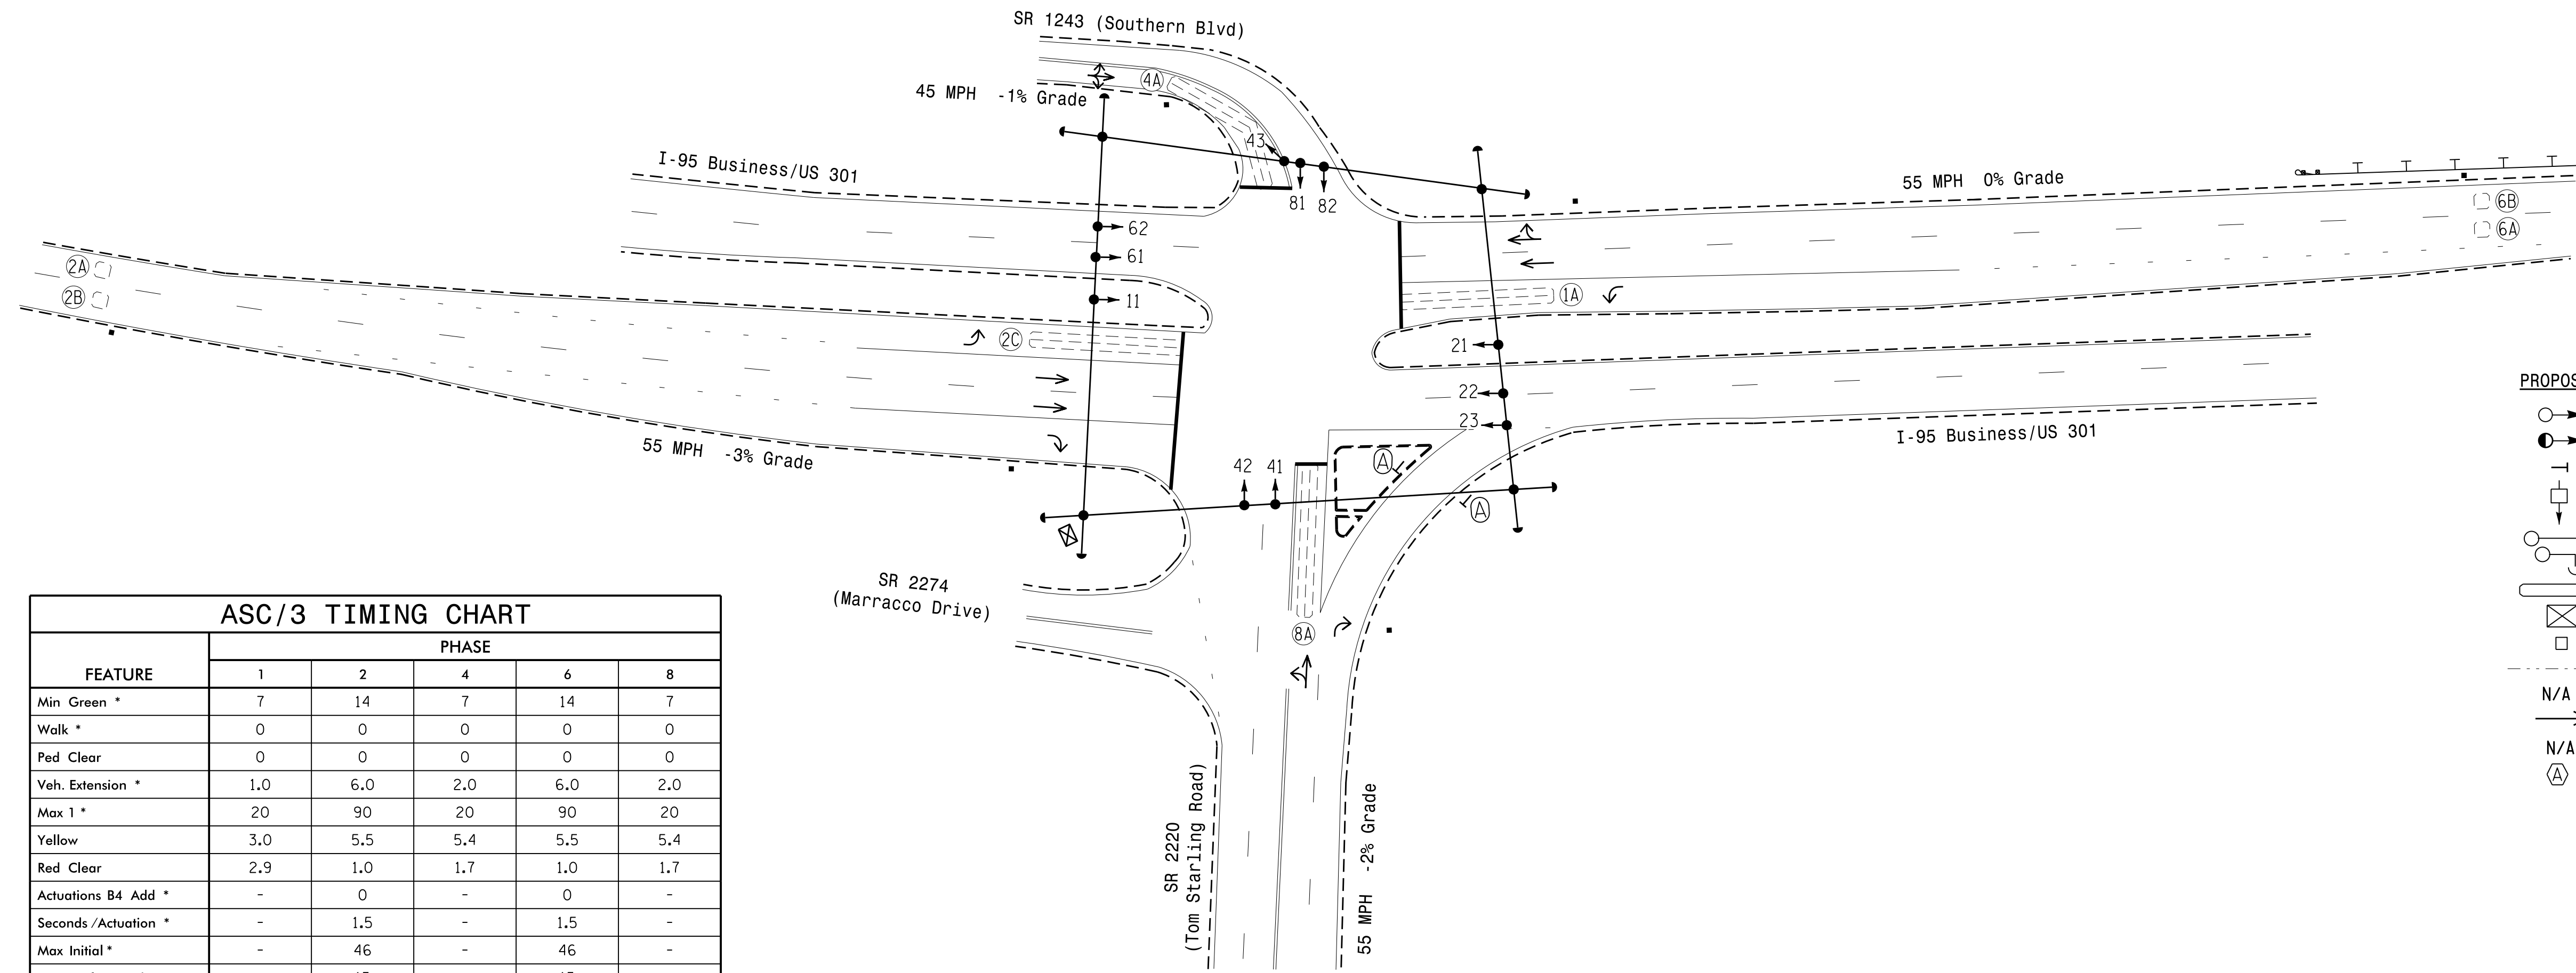 SR 1243 (Southern Blvd)
4A
45 MPH -1% Grade
43
I-95 Business/US 301
81 82
55 MPH 0% Grade
6B
6A
62
61
11
2A
2B
1A
2C
21
22
23
55 MPH -3% Grade
I-95 Business/US 301
42 41
A
A
SR 2274
(Marracco Drive)
8A
SR 2220
(Tom Starling Road)
55 MPH -2% Grade
N/A
N/A
A
ASC/3 TIMING CHART
PHASE
FEATURE 1 2 4 6 8
Min Green * 7 14 7 14 7
Walk * 0 0 0 0 0
Ped Clear 0 0 0 0 0
Veh. Extension * 1.0 6.0 2.0 6.0 2.0
Max 1 * 20 90 20 90 20
Yellow 3.0 5.5 5.4 5.5 5.4
Red Clear 2.9 1.0 1.7 1.0 1.7
Actuations B4 Add * - 0 - 0 -
Seconds /Actuation * - 1.5 - 1.5 -
Max Initial * - 46 - 46 -